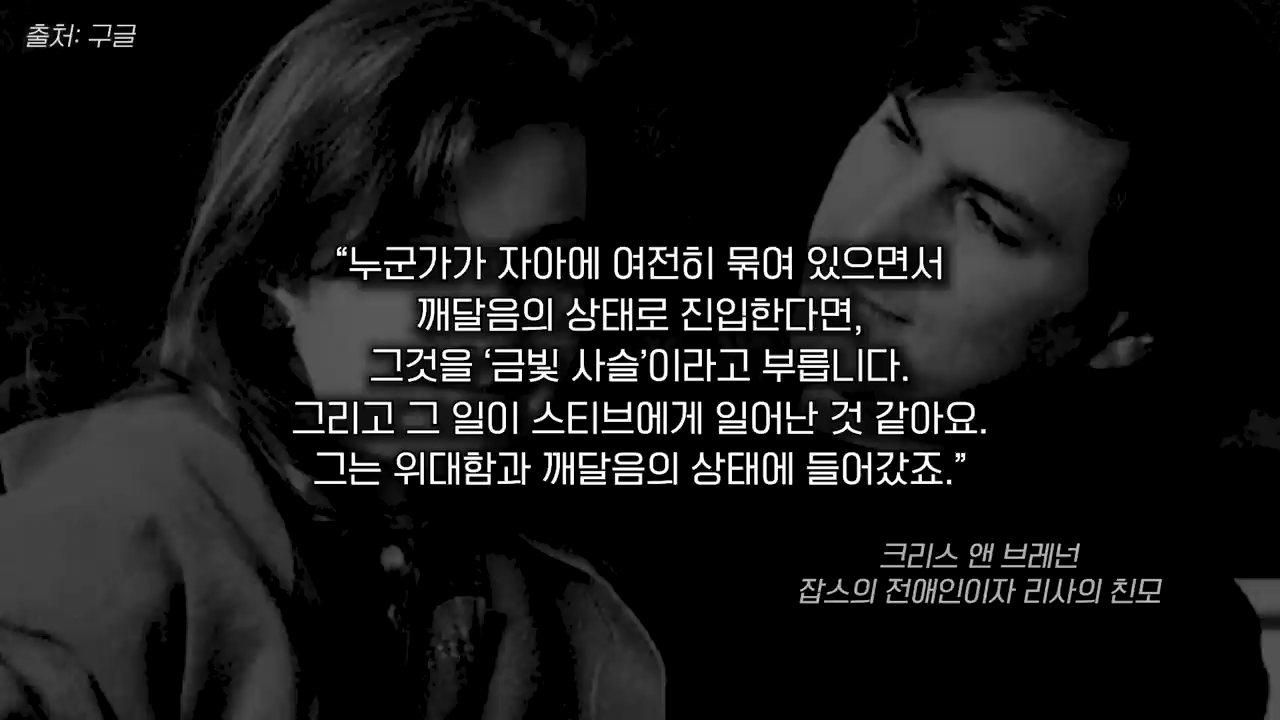 출처: 구글
“누군가가 자아에 여전히 묶여 있으면서
깨달음의 상태로 진입한다면,
그것을 ‘금빛 사슬’이라고 부릅니다.
그리고 그 일이 스티브에게 일어난 것 같아요.
그는 위대함과 깨달음의 상태에 들어갔죠.”
크리스 앤 브레넌
잡스의 전애인이자 리사의 친모